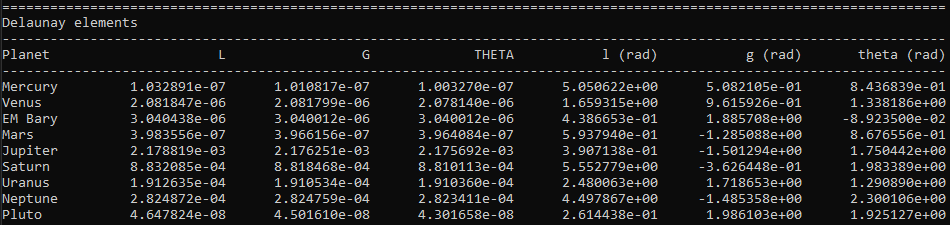 Delaunay elements
Planet L G THETA l (rad) g (rad) theta (rad)
Mercury 1.032891e-07 1.010817e-07 1.003270e-07 5.050622e+00 5.082105e-01 8.436839e-01
Venus 2.081847e-06 2.081799e-06 2.078140e-06 1.659315e+00 9.615926e-01 1.338186e+00
EM Bary 3.040438e-06 3.040012e-06 3.040012e-06 4.386653e-01 1.885708e+00 -8.923500e-02
Mars 3.983556e-07 3.966156e-07 3.964084e-07 5.937940e-01 -1.285088e+00 8.676556e-01
Jupiter 2.178819e-03 2.176251e-03 2.175692e-03 3.907138e-01 -1.501294e+00 1.750442e+00
Saturn 8.832085e-04 8.818468e-04 8.810113e-04 5.552779e+00 -3.626448e-01 1.983389e+00
Uranus 1.912635e-04 1.910534e-04 1.910360e-04 2.480063e+00 1.718653e+00 1.290890e+00
Neptune 2.824872e-04 2.824759e-04 2.823411e-04 4.497867e+00 -1.485358e+00 2.300106e+00
Pluto 4.647824e-08 4.501610e-08 4.301658e-08 2.614438e-01 1.986103e+00 1.925127e+00